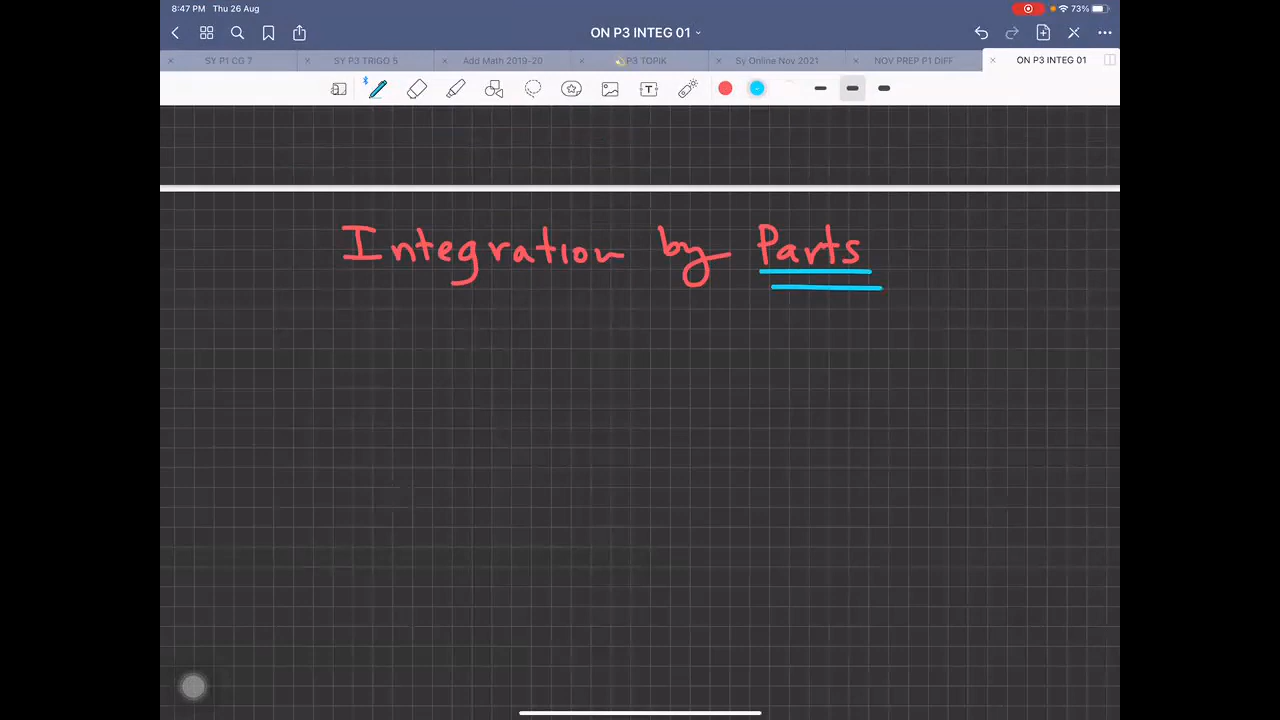 8:47 PM Thu 26 Aug
73%
ON P3 INTEG 01
SY P1 CG 7
SY P3 TRIGO 5
Add Math 2019-20
P3 TOPIK
Sy Online Nov 2021
NOV PREP P1 DIFF
ON P3 INTEG 01
T
Integration by Parts